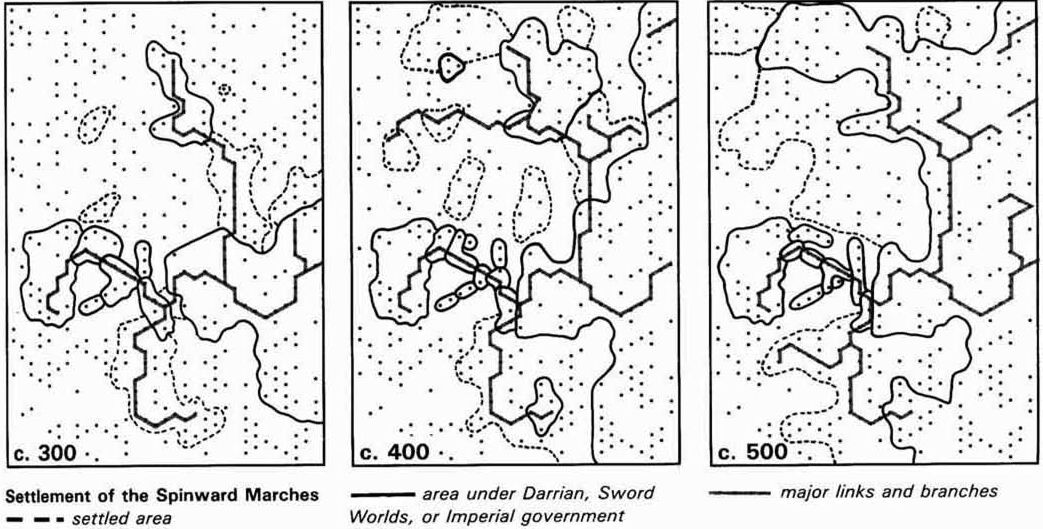 c. 300
c. 400
c. 500
Settlement of the Spinward Marches
settled area
area under Darrian, Sword
Worlds, or Imperial government
major links and branches